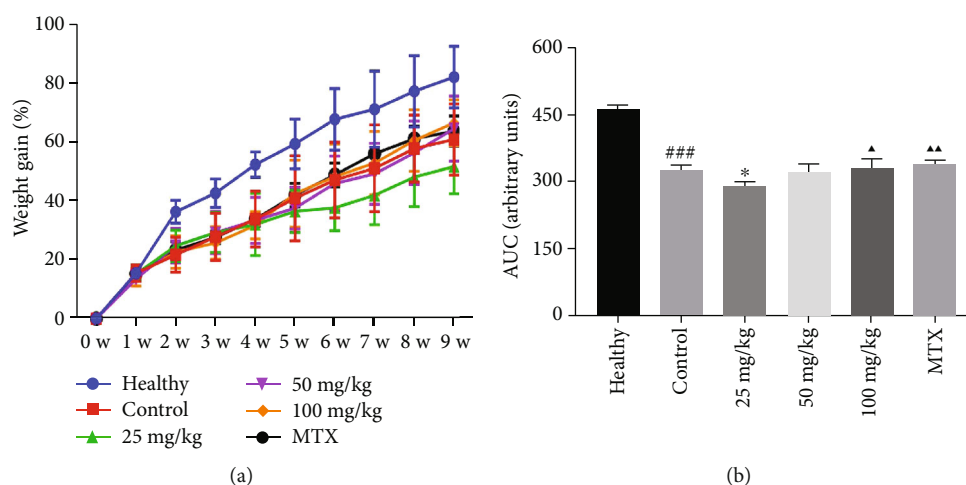 100
80
60
40
20
0
Weight gain (%)
0 w 1 w 2 w 3 w 4 w 5 w 6 w 7 w 8 w 9 w
Healthy
Control
25 mg/kg
50 mg/kg
100 mg/kg
MTX
(a)
600
450
300
150
0
AUC (arbitrary units)
###
*
▲
▲▲
Healthy
Control
25 mg/kg
50 mg/kg
100 mg/kg
MTX
(b)